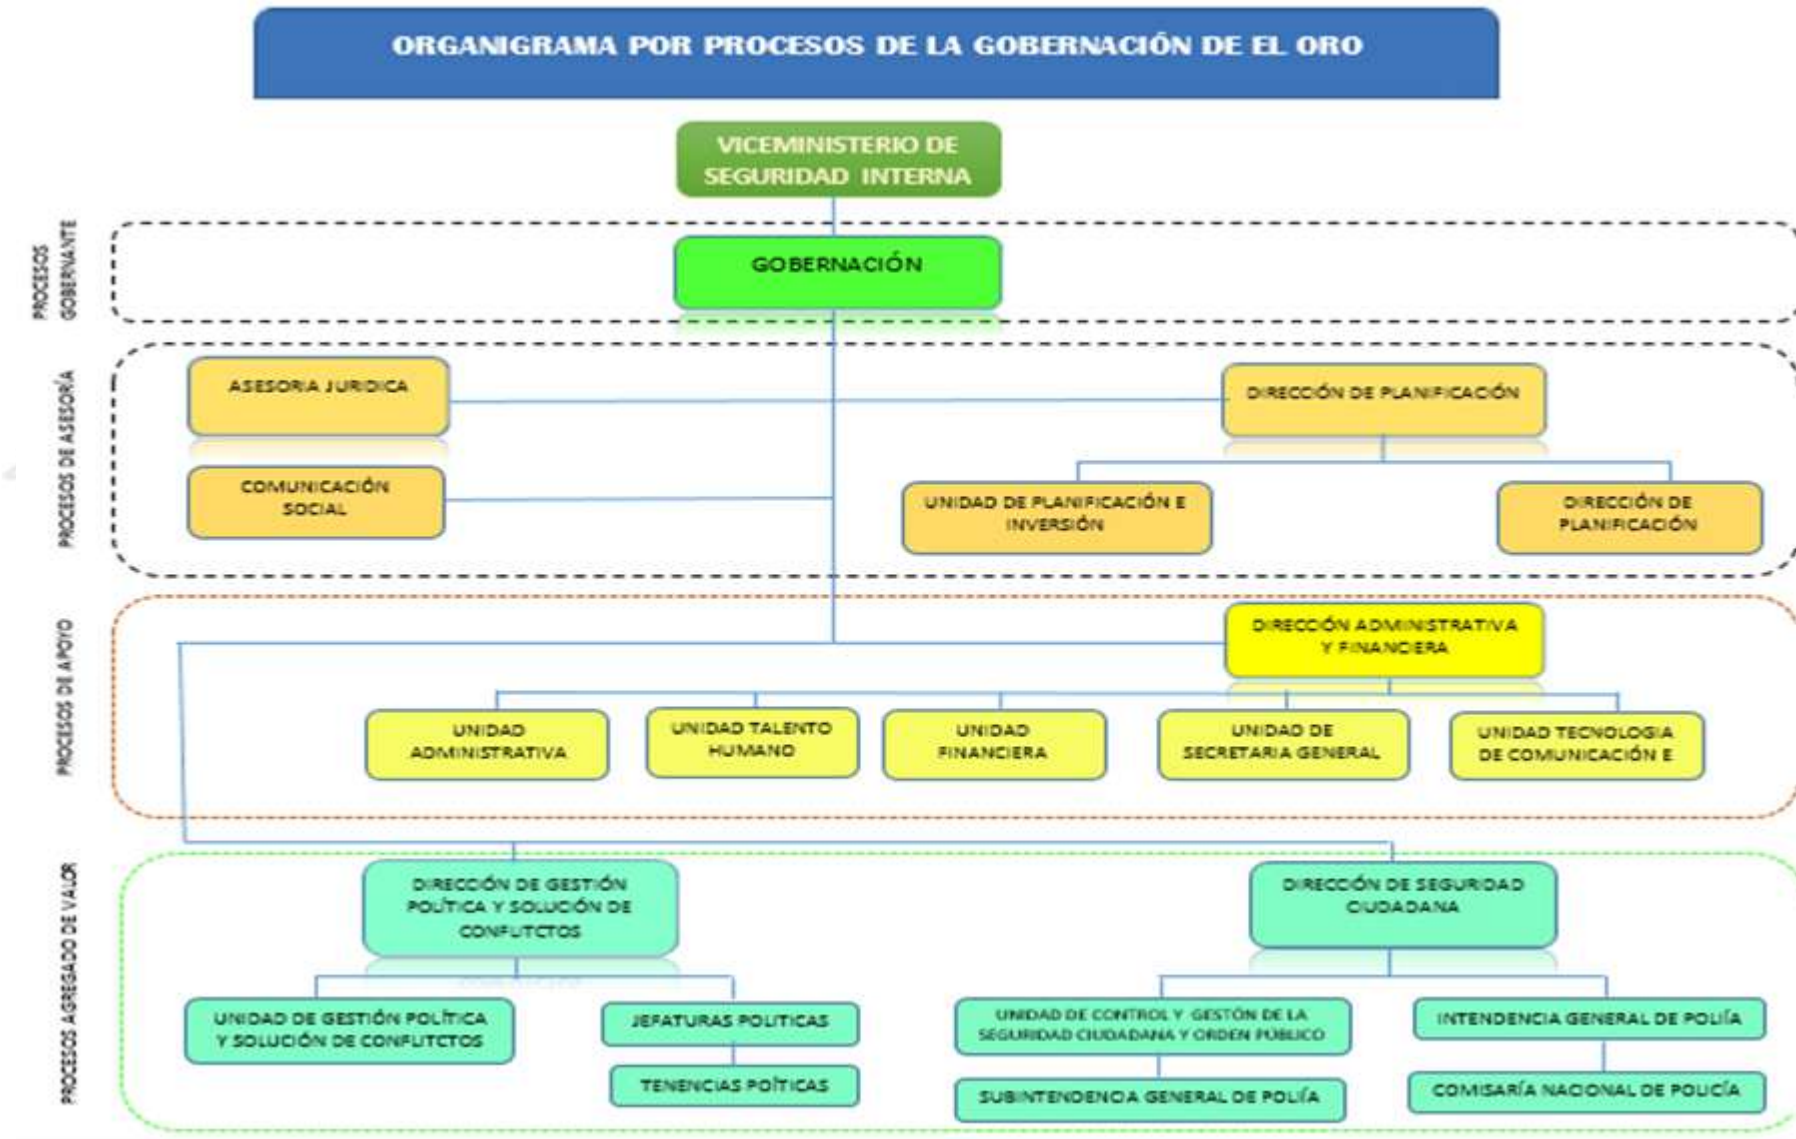 ORGANIGRAMA POR PROCESOS DE LA GOBERNACIÓN DE EL ORO
VICEMINISTERIO DE
SEGURIDAD INTERNA
PROCESOS
GOBERNANTE
GOBERNACIÓN
PROCESOS DE ASESORÍA
ASESORIA JURIDICA
DIRECCIÓN DE PLANIFICACIÓN
COMUNICACIÓN
SOCIAL
UNIDAD DE PLANIFICACIÓN E
INVERSIÓN
DIRECCIÓN DE
PLANIFICACIÓN
PROCESOS DE APOYO
DIRECCIÓN ADMINISTRATIVA
Y FINANCIERA
UNIDAD
ADMINISTRATIVA
UNIDAD TALENTO
HUMANO
UNIDAD
FINANCIERA
UNIDAD DE
SECRETARIA GENERAL
UNIDAD TECNOLOGIA
DE COMUNICACIÓN E
PROCESOS AGREGADO DE VALOR
DIRECCIÓN DE GESTIÓN
POLÍTICA Y SOLUCIÓN DE
CONFLITCTOS
DIRECCIÓN DE SEGURIDAD
CIUDADANA
UNIDAD DE GESTIÓN POLÍTICA
Y SOLUCIÓN DE CONFLITCTOS
JEFATURAS POLITICAS
TENENCIAS POÍTICAS
UNIDAD DE CONTROL Y GESTÓN DE LA
SEGURIDAD CIUDADANA Y ORDEN PÚBLICO
SUBINTENDENCIA GENERAL DE POLIÍA
INTENDENCIA GENERAL DE POLIÍA
COMISARÍA NACIONAL DE POLICÍA